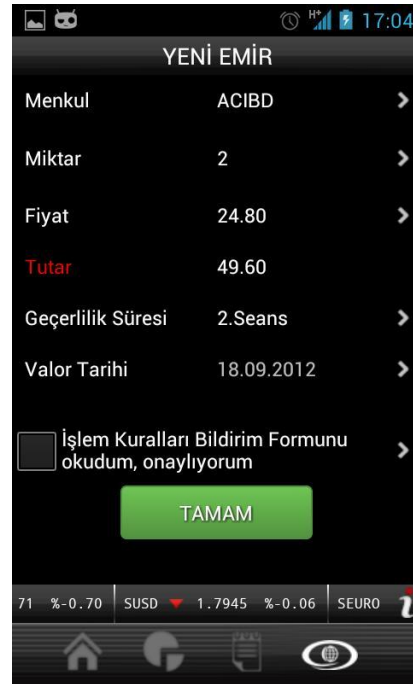 H+ 17:04
YENİ EMİR
Menkul ACIBD
Miktar 2
Fiyat 24.80
Tutar 49.60
Geçerlilik Süresi 2.Seans
Valor Tarihi 18.09.2012
İşlem Kuralları Bildirim Formunu
okudum, onaylıyorum
TAMAM
71 %-0.70 SUSD 1.7945 %-0.06 SEURO i